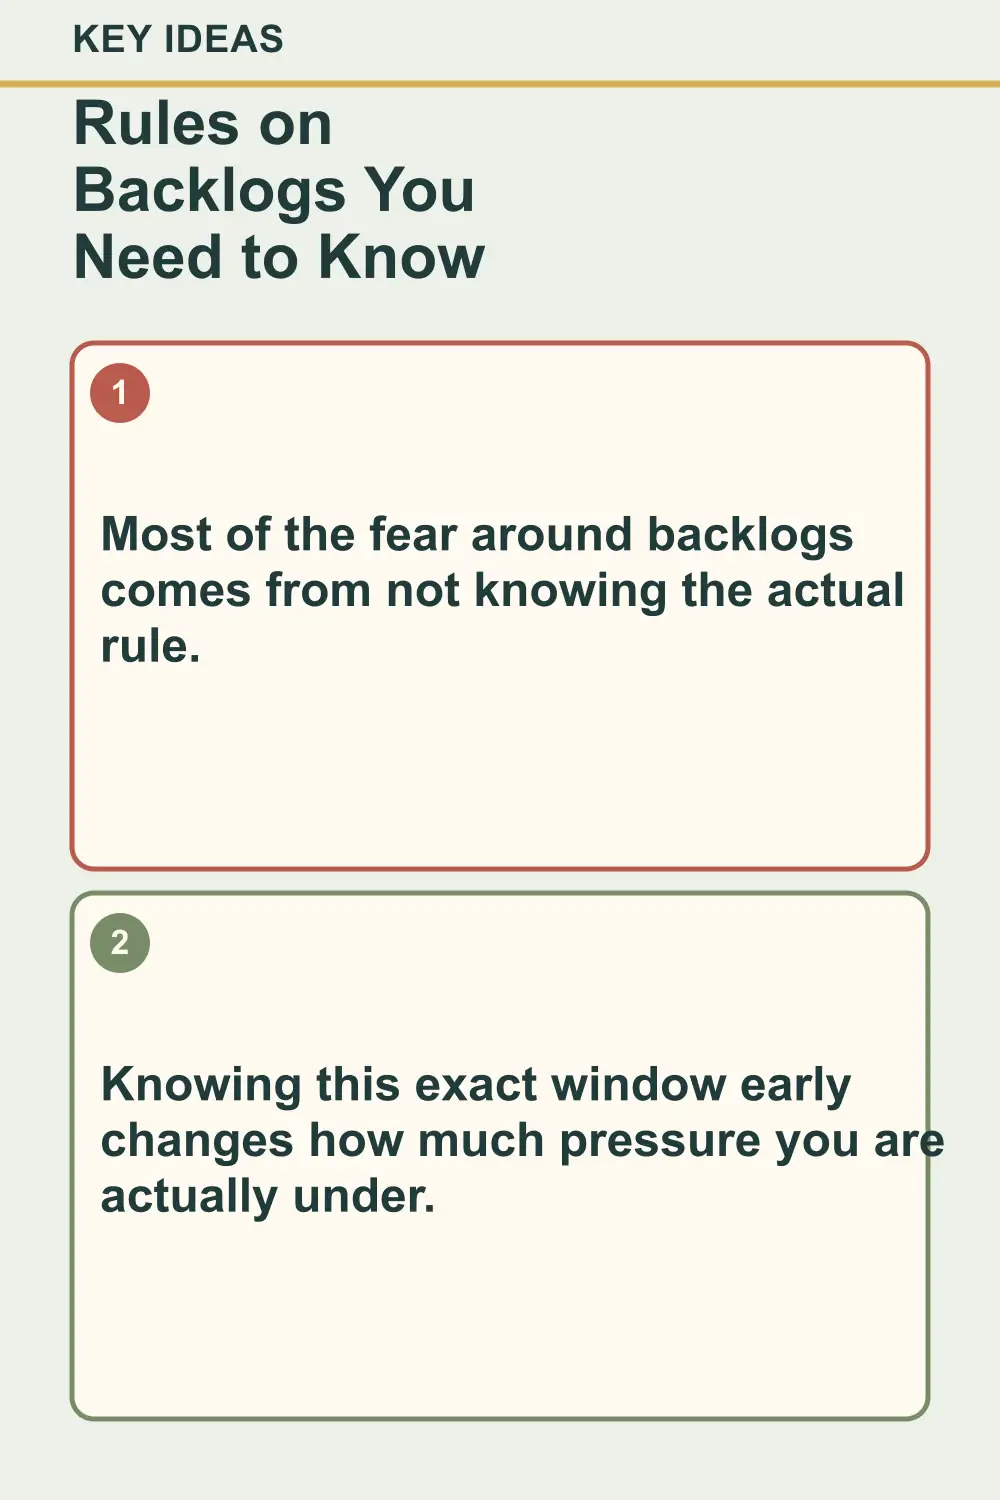 KEY IDEAS
Rules on
Backlogs You
Need to Know
1
Most of the fear around backlogs
comes from not knowing the actual
rule.
2
Knowing this exact window early
changes how much pressure you are
actually under.